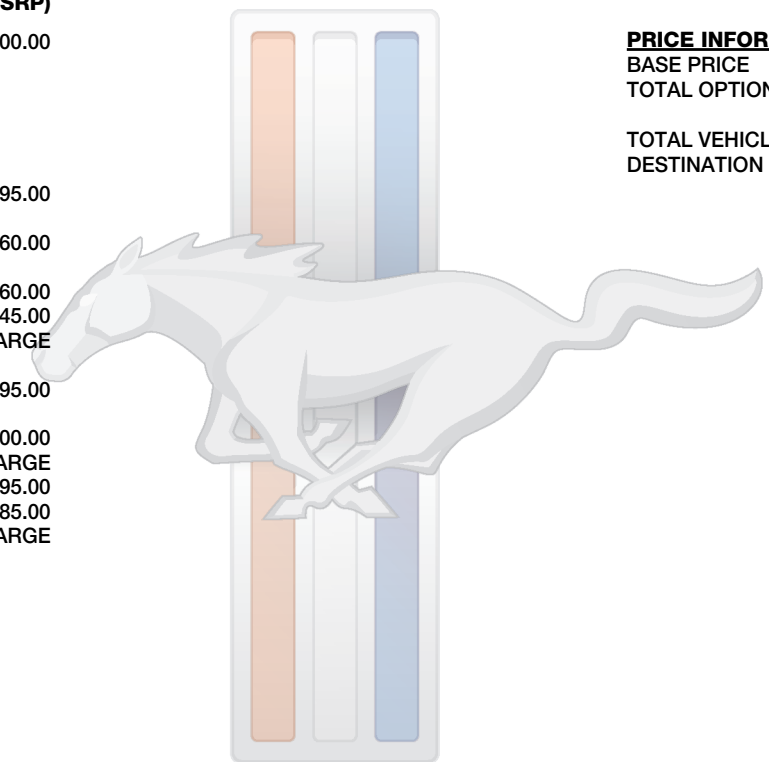 SRP)
00.00
95.00
60.00
60.00
45.00
ARGE
95.00
00.00
ARGE
95.00
85.00
ARGE
PRICE INFOR
BASE PRICE
TOTAL OPTION
TOTAL VEHICL
DESTINATION